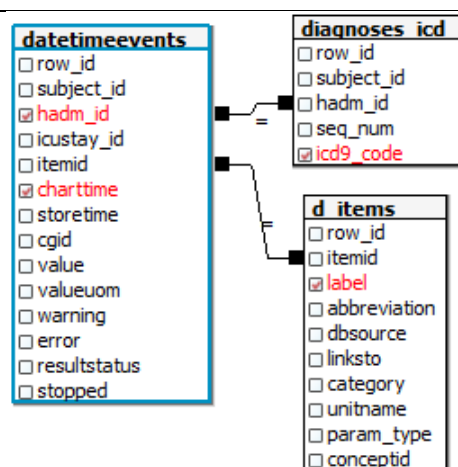 datetimeevents
row_id
subject_id
hadm_id
icustay_id
itemid
charttime
storetime
cgid
value
valueuom
warning
error
resultstatus
stopped
=
=
diagnoses_icd
row_id
subject_id
hadm_id
seq_num
icd9_code
d_items
row_id
itemid
label
abbreviation
dbsource
linksto
category
unitname
param_type
conceptid